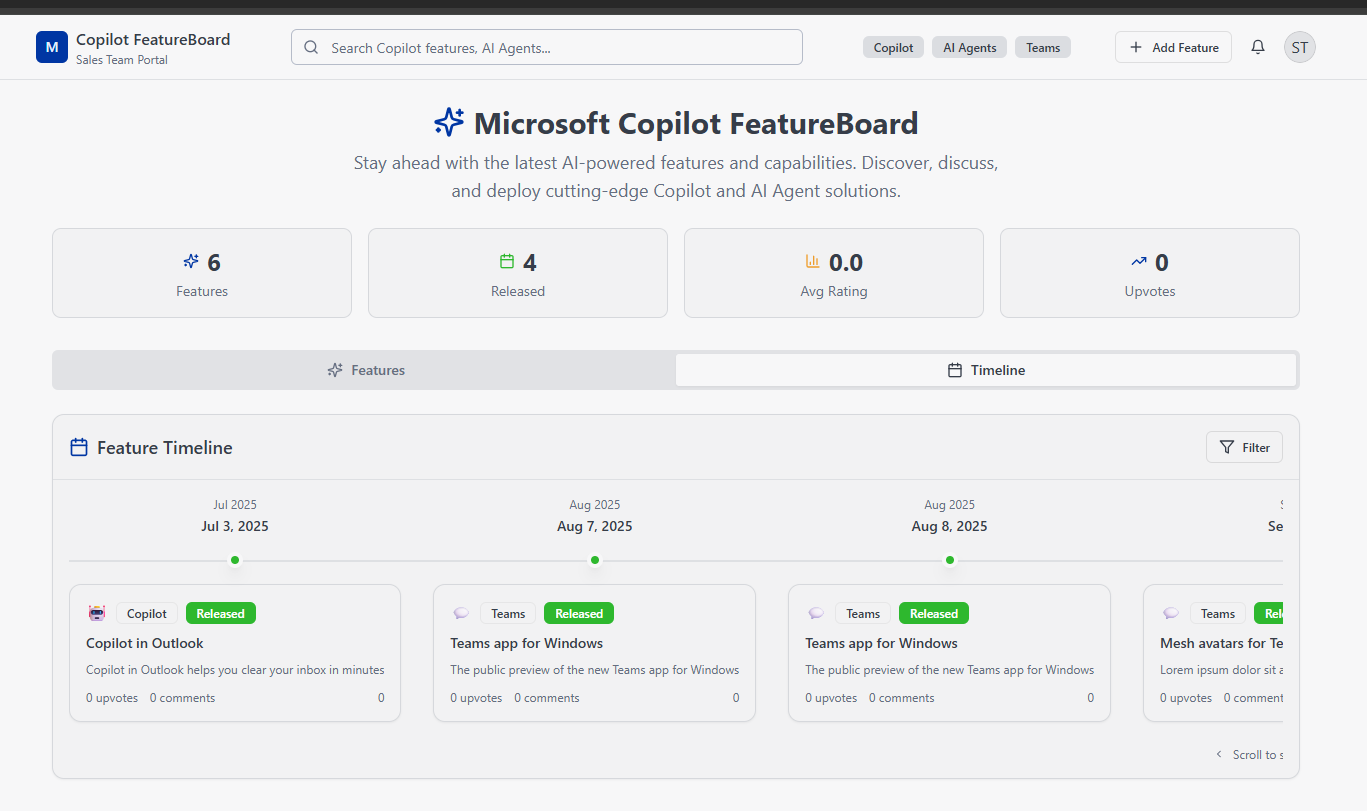 M
Copilot FeatureBoard
Sales Team Portal
Search Copilot features, AI Agents...
Copilot
AI Agents
Teams
Add Feature
ST
Microsoft Copilot FeatureBoard
Stay ahead with the latest AI-powered features and capabilities. Discover, discuss,
and deploy cutting-edge Copilot and AI Agent solutions.
6
Features
4
Released
0.0
Avg Rating
0
Upvotes
Features
Timeline
Feature Timeline
Filter
Jul 2025
Jul 3, 2025
Aug 2025
Aug 7, 2025
Aug 2025
Aug 8, 2025
Se
Copilot
Released
Copilot in Outlook
Copilot in Outlook helps you clear your inbox in minutes
0 upvotes 0 comments 0
Teams
Released
Teams app for Windows
The public preview of the new Teams app for Windows
0 upvotes 0 comments 0
Teams
Released
Teams app for Windows
The public preview of the new Teams app for Windows
0 upvotes 0 comments 0
Teams
Rel
Mesh avatars for Te
Lorem ipsum dolor sit a
0 upvotes 0 comment
Scroll to s